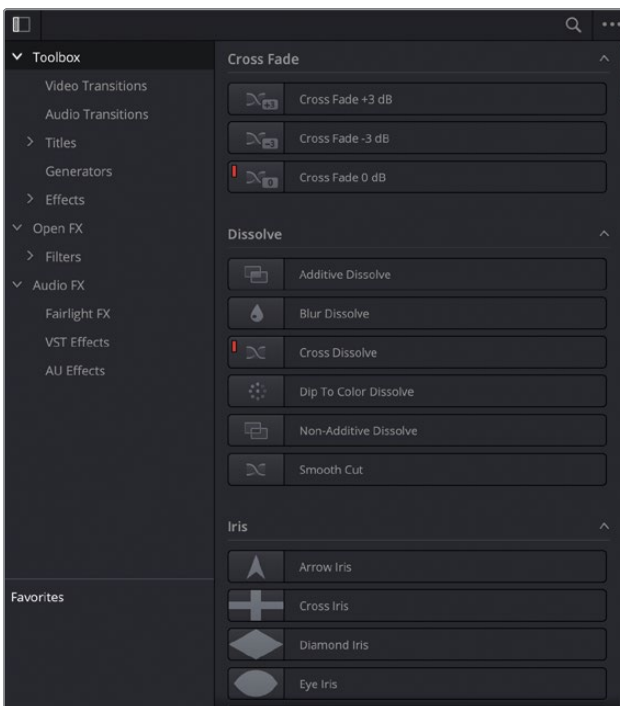 Toolbox
Video Transitions
Audio Transitions
Titles
Generators
Effects
Open FX
Filters
Audio FX
Fairlight FX
VST Effects
AU Effects
Favorites
Cross Fade
+3 Cross Fade +3 dB
-3 Cross Fade -3 dB
0 Cross Fade 0 dB
Dissolve
Additive Dissolve
Blur Dissolve
Cross Dissolve
Dip To Color Dissolve
Non-Additive Dissolve
Smooth Cut
Iris
Arrow Iris
Cross Iris
Diamond Iris
Eye Iris